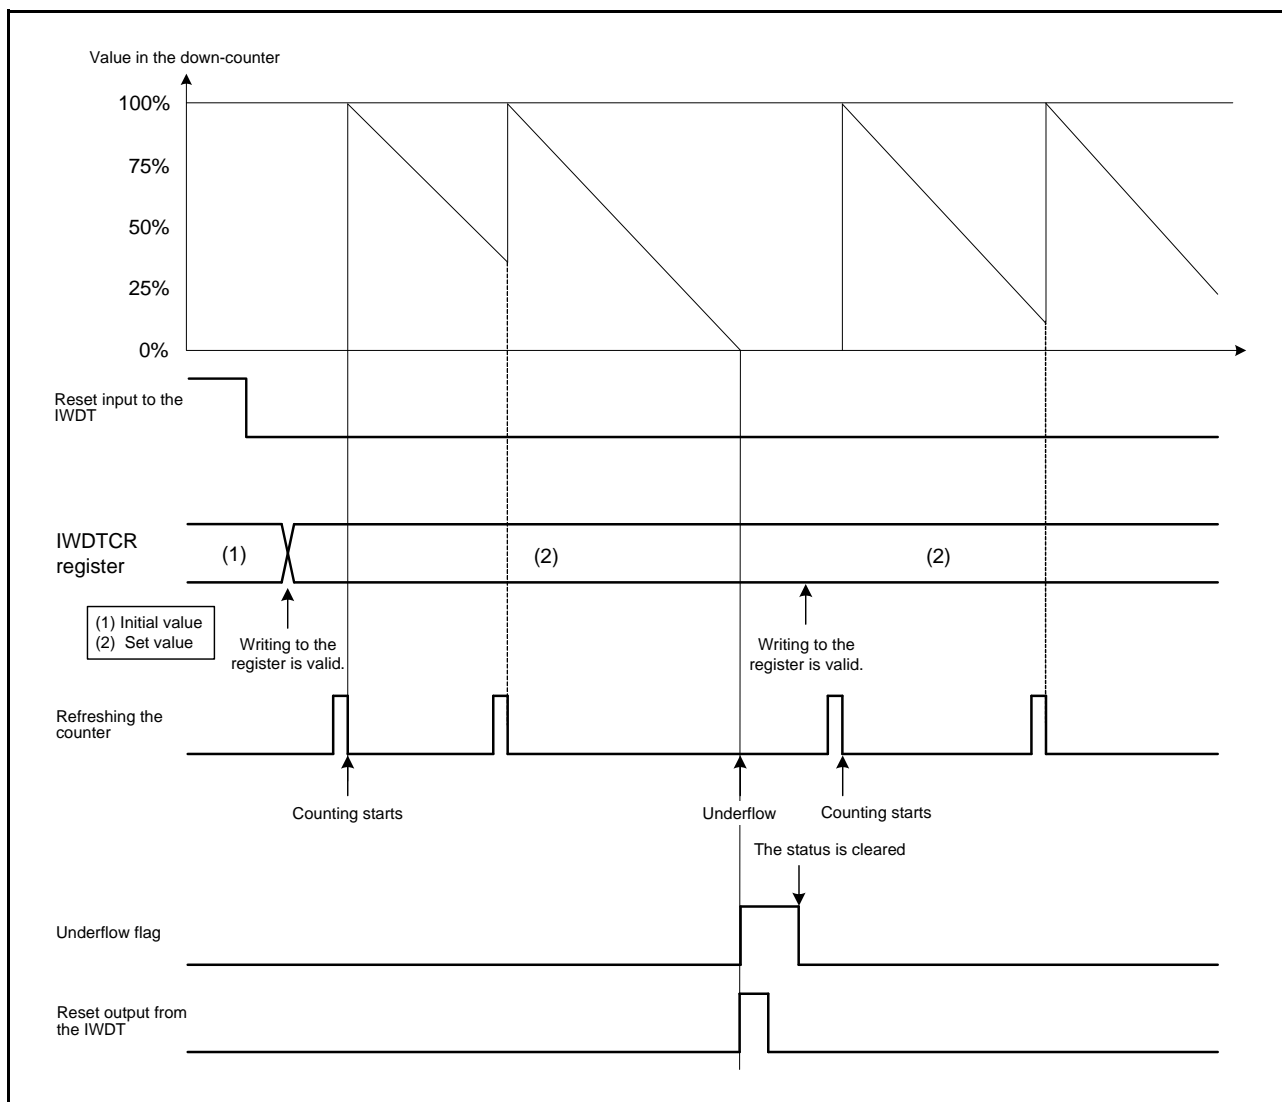 Value in the down-counter
100%
75%
50%
25%
0%
Reset input to the
IWDT
IWDTCR
register
(1)
(2)
(2)
(1) Initial value
(2) Set value
Writing to the
register is valid.
Writing to the
register is valid.
Refreshing the
counter
Counting starts
Underflow
Counting starts
The status is cleared
Underflow flag
Reset output from
the IWDT